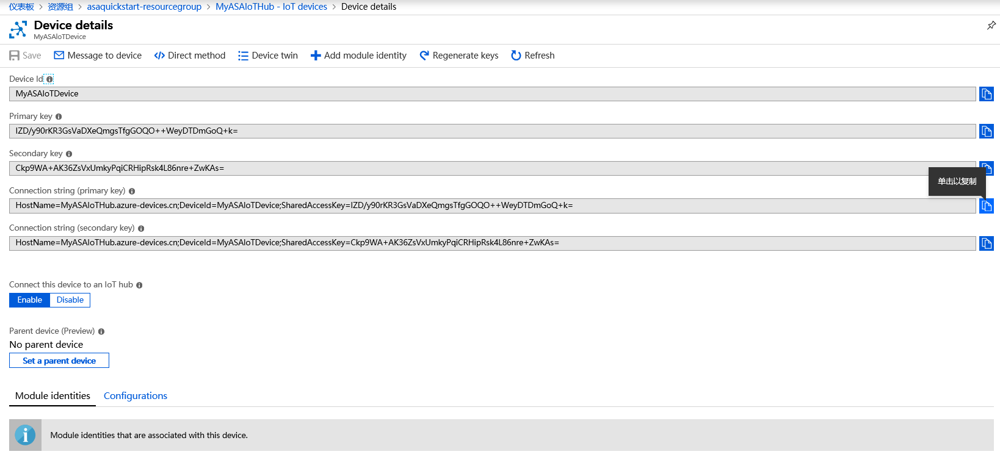 仪表板 > 资源组 > asaquickstart-resourcegroup > MyASAIoTHub - IoT devices > Device details
Device details
MyASAIoTDevice
Save Message to device Direct method Device twin Add module identity Regenerate keys Refresh
Device Id
MyASAIoTDevice
Primary key
IZD/y90rKR3GsVaDXeQmgsTfgGOQO++WeyDTDmGoQ+k=
Secondary key
Ckp9WA+AK36ZsVxUmkyPqiCRHipRsk4L86nre+ZwKAs=
单击以复制
Connection string (primary key)
HostName=MyASAIoTHub.azure-devices.cn;DeviceId=MyASAIoTDevice;SharedAccessKey=IZD/y90rKR3GsVaDXeQmgsTfgGOQO++WeyDTDmGoQ+k=
Connection string (secondary key)
HostName=MyASAIoTHub.azure-devices.cn;DeviceId=MyASAIoTDevice;SharedAccessKey=Ckp9WA+AK36ZsVxUmkyPqiCRHipRsk4L86nre+ZwKAs=
Connect this device to an IoT hub
Enable Disable
Parent device (Preview)
No parent device
Set a parent device
Module identities Configurations
Module identities that are associated with this device.